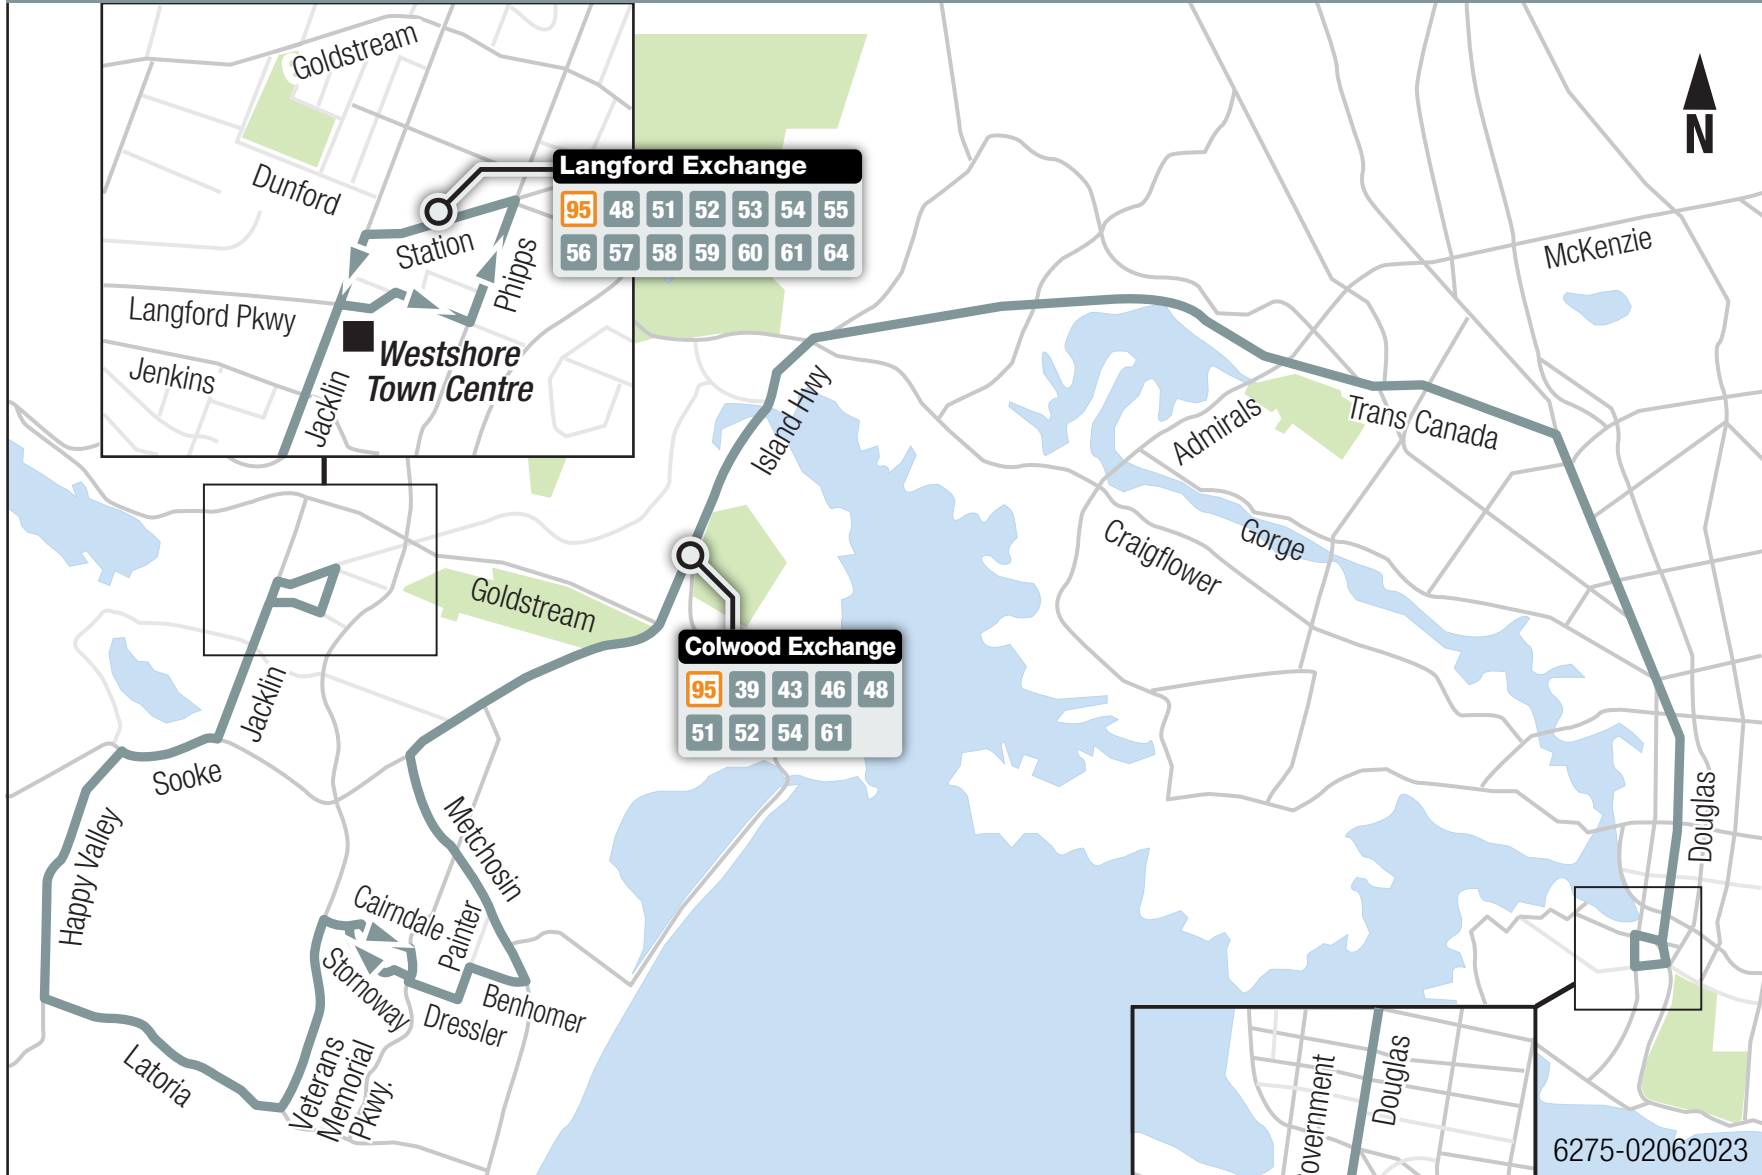 Goldstream
Dunford
Station
Phipps
Langford Pkwy
Jenkins
Jacklin
Westshore
Town Centre
Langford Exchange
95 48 51 52 53 54 55
56 57 58 59 60 61 64
N
McKenzie
Island Hwy
Admirals
Trans Canada
Craigflower
Gorge
Goldstream
Colwood Exchange
95 39 43 46 48
51 52 54 61
Jacklin
Sooke
Happy Valley
Metchosin
Cairndale
Painter
Stornoway
Dressler
Benhomer
Latoria
Veterans
Memorial
Pkwy.
Douglas
overnment
Douglas
6275-02062023